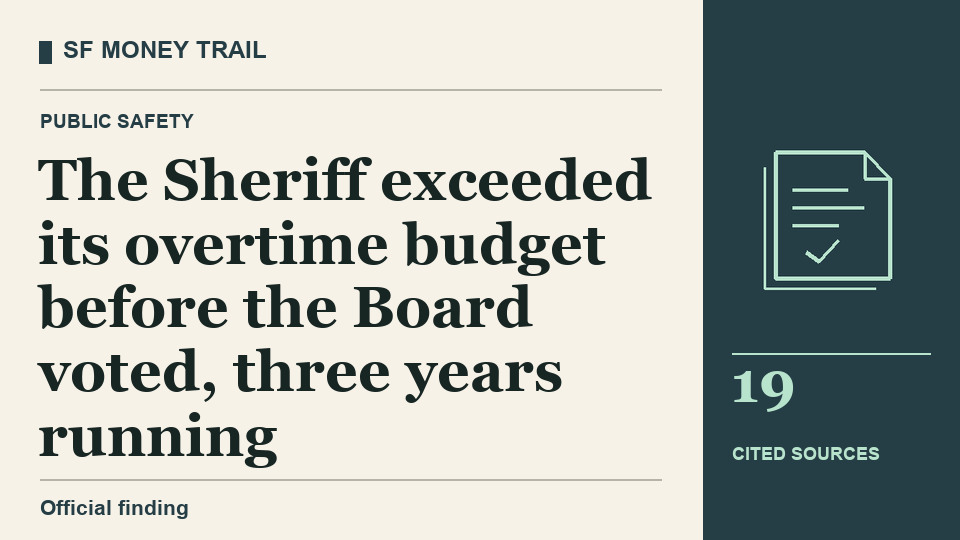 SF MONEY TRAIL
PUBLIC SAFETY
The Sheriff exceeded
its overtime budget
before the Board
voted, three years
running
Official finding
19
CITED SOURCES